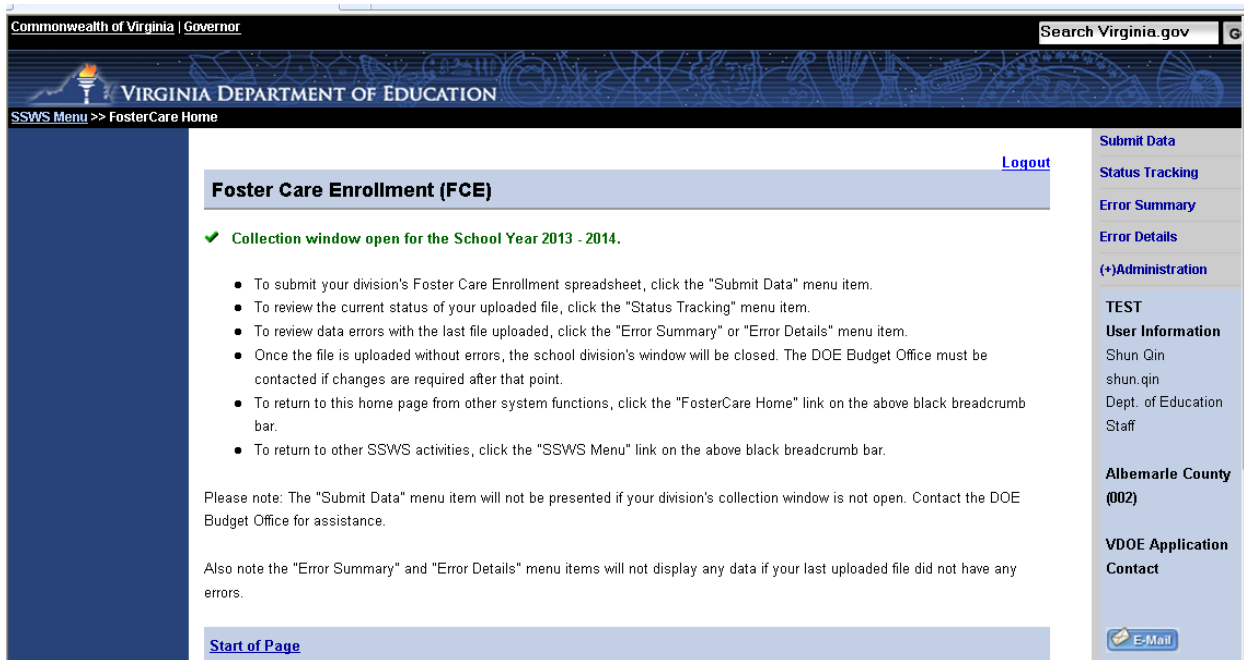 Commonwealth of Virginia | Governor
Search Virginia.gov
VIRGINIA DEPARTMENT OF EDUCATION
SSWS Menu >> FosterCare Home
Logout
Foster Care Enrollment (FCE)
Collection window open for the School Year 2013 - 2014.
● To submit your division's Foster Care Enrollment spreadsheet, click the "Submit Data" menu item.
● To review the current status of your uploaded file, click the "Status Tracking" menu item.
● To review data errors with the last file uploaded, click the "Error Summary" or "Error Details" menu item.
● Once the file is uploaded without errors, the school division's window will be closed. The DOE Budget Office must be
contacted if changes are required after that point.
● To return to this home page from other system functions, click the "FosterCare Home" link on the above black breadcrumb
bar.
● To return to other SSWS activities, click the "SSWS Menu" link on the above black breadcrumb bar.
Please note: The "Submit Data" menu item will not be presented if your division's collection window is not open. Contact the DOE
Budget Office for assistance.
Also note the "Error Summary" and "Error Details" menu items will not display any data if your last uploaded file did not have any
errors.
Start of Page
Submit Data
Status Tracking
Error Summary
Error Details
(+)Administration
TEST
User Information
Shun Qin
shun.qin
Dept. of Education
Staff
Albemarle County
(002)
VDOE Application
Contact
E-Mail